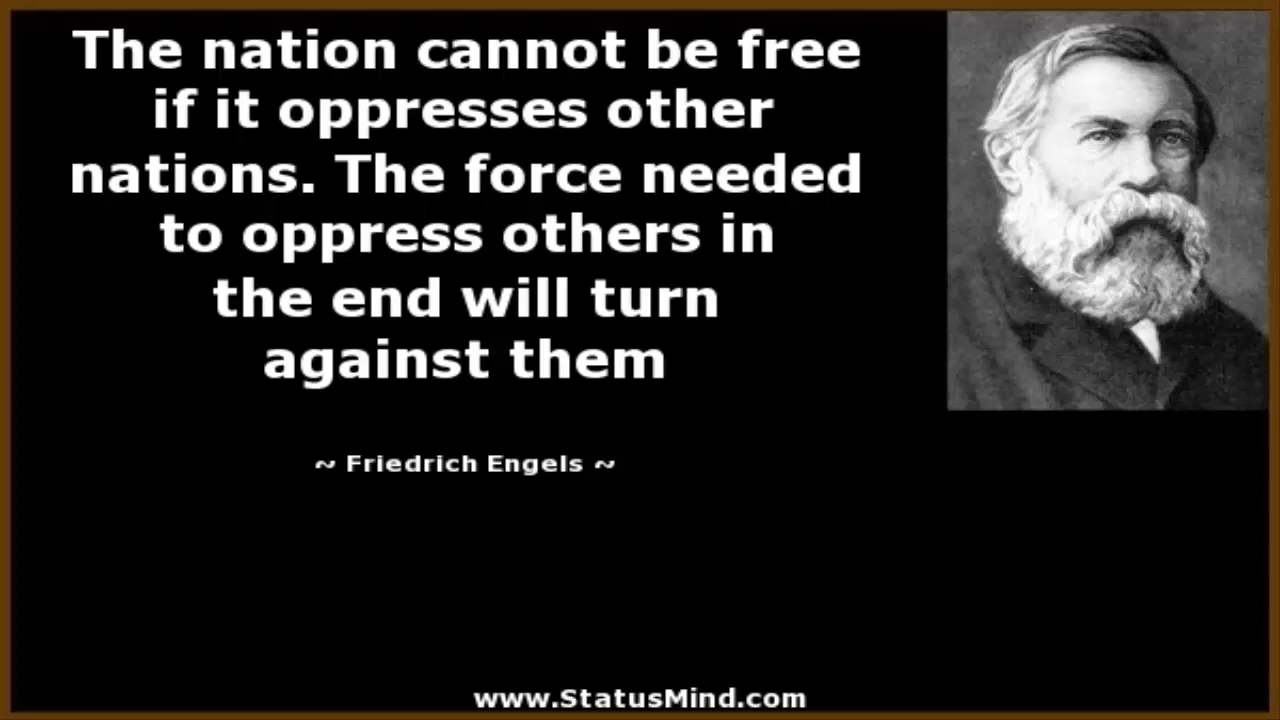 The nation cannot be free
if it oppresses other
nations. The force needed
to oppress others in
the end will turn
against them
~ Friedrich Engels ~
www.StatusMind.com